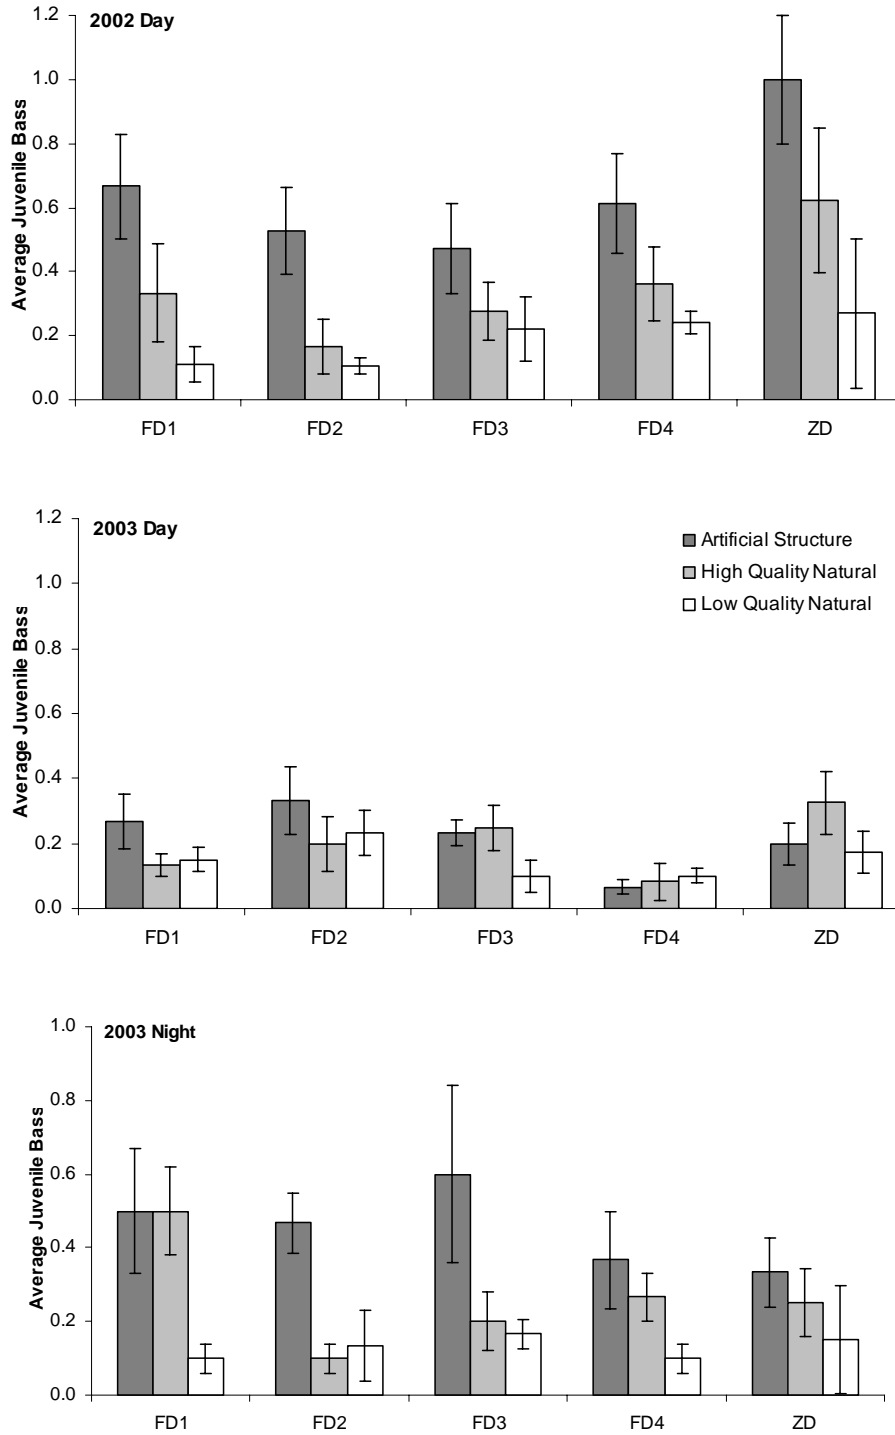 2002 Day
Average Juvenile Bass
1.2
1.0
0.8
0.6
0.4
0.2
0.0
FD1 FD2 FD3 FD4 ZD
2003 Day
Average Juvenile Bass
1.2
1.0
0.8
0.6
0.4
0.2
0.0
Artificial Structure
High Quality Natural
Low Quality Natural
FD1 FD2 FD3 FD4 ZD
2003 Night
Average Juvenile Bass
1.0
0.8
0.6
0.4
0.2
0.0
FD1 FD2 FD3 FD4 ZD